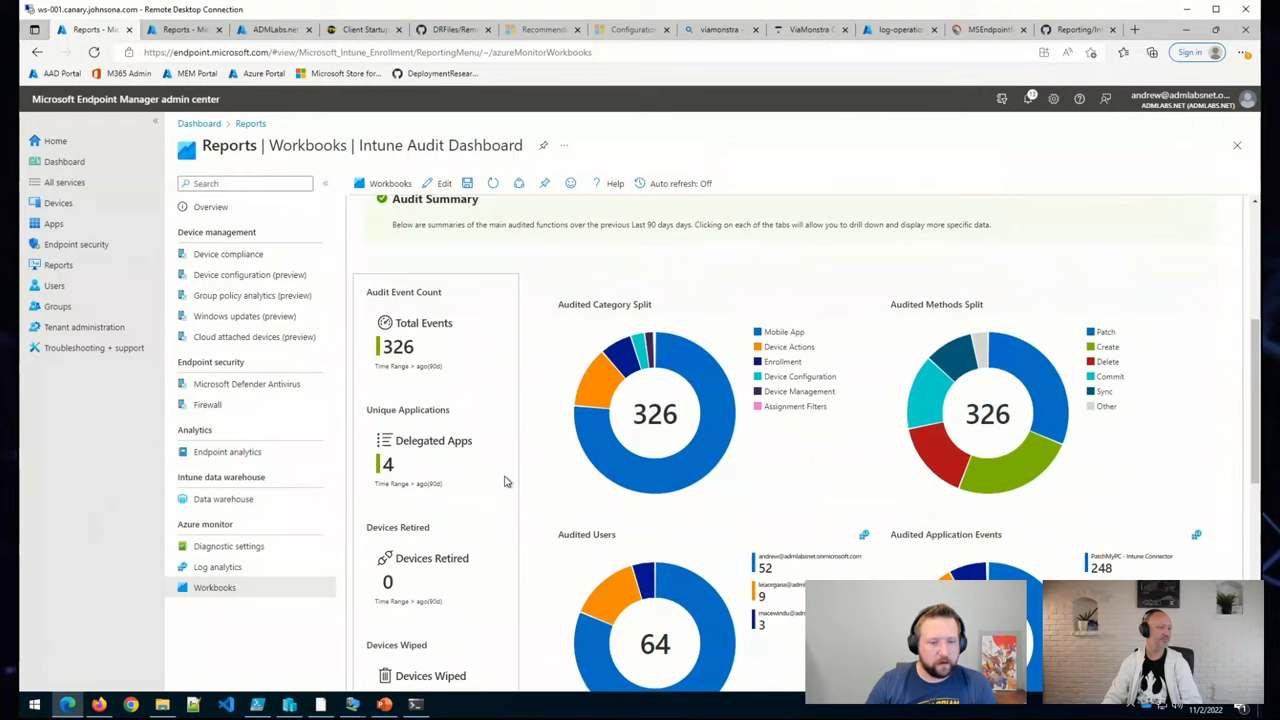 ws-001.canary.johnsona.com - Remote Desktop Connection
Reports - Mic
Reports - Mic
ADMLabs.net
Client Startup
DRFiles/Rem
Recommend
Configuration
viamonstra -
ViaMonstra C
log-operation
MSEndpoint
Reporting/Int
https://endpoint.microsoft.com/#view/Microsoft_Intune_Enrollment/ReportingMenu/~/azureMonitorWorkbooks
Sign in
AAD Portal
M365 Admin
MEM Portal
Azure Portal
Microsoft Store for...
DeploymentResear...
Microsoft Endpoint Manager admin center
13
andrew@admlabsnet.o...
ADMLABS.NET (ADMLABS.NET)
Home
Dashboard
All services
Devices
Apps
Endpoint security
Reports
Users
Groups
Tenant administration
Troubleshooting + support
Dashboard > Reports
Reports | Workbooks | Intune Audit Dashboard
Search
Overview
Device management
Device compliance
Device configuration (preview)
Group policy analytics (preview)
Windows updates (preview)
Cloud attached devices (preview)
Endpoint security
Microsoft Defender Antivirus
Firewall
Analytics
Endpoint analytics
Intune data warehouse
Data warehouse
Azure monitor
Diagnostic settings
Log analytics
Workbooks
Workbooks
Edit
Help
Auto refresh: Off
Audit Summary
Below are summaries of the main audited functions over the previous Last 90 days days. Clicking on each of the tabs will allow you to drill down and display more specific data.
Audit Event Count
Total Events
326
Time Range > ago(90d)
Unique Applications
Delegated Apps
4
Time Range > ago(90d)
Devices Retired
Devices Retired
0
Time Range > ago(90d)
Devices Wiped
Devices Wiped
Audited Category Split
326
Mobile App
Device Actions
Enrollment
Device Configuration
Device Management
Assignment Filters
Audited Methods Split
326
Patch
Create
Delete
Commit
Sync
Other
Audited Users
64
andrew@admlabsnet.onmicrosoft.com
52
leiaorgana@adml
9
macewindu@adm
3
Audited Application Events
PatchMyPC - Intune Connector
248
11/2/2022